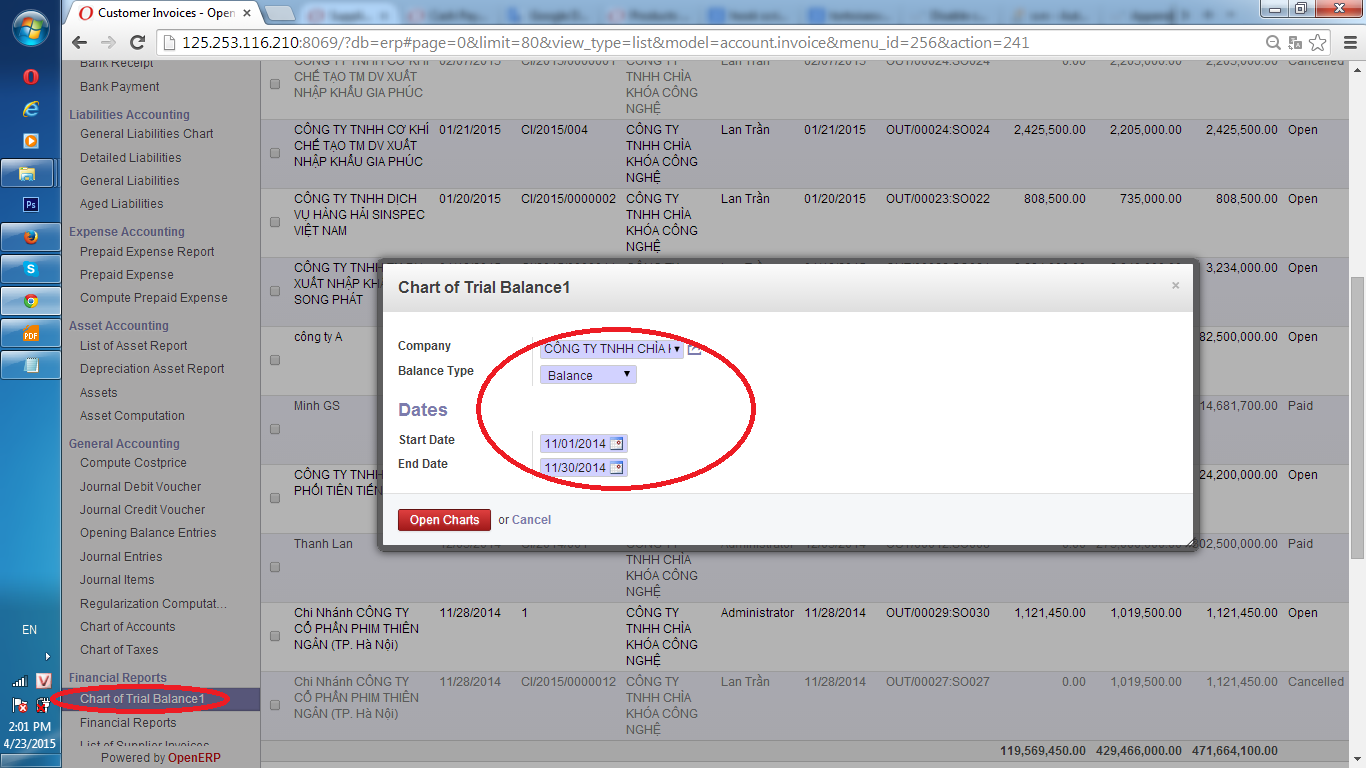 Customer Invoices - Open
125.253.116.210:8069/?db=erp#page=0&limit=80&view_type=list&model=account.invoice&menu_id=256&action=241
Bank Receipt
Bank Payment
Liabilities Accounting
General Liabilities Chart
Detailed Liabilities
General Liabilities
Aged Liabilities
Expense Accounting
Prepaid Expense Report
Prepaid Expense
Compute Prepaid Expense
Asset Accounting
List of Asset Report
Depreciation Asset Report
Assets
Asset Computation
General Accounting
Compute Costprice
Journal Debit Voucher
Journal Credit Voucher
Opening Balance Entries
Journal Entries
Journal Items
Regularization Computat...
Chart of Accounts
Chart of Taxes
Financial Reports
Chart of Trial Balance1
Financial Reports
List of Supplier Invoices
Powered by OpenERP
CÔNG TY TNHH CƠ KHÍ 02/07/2015 CI/2015/0000001 CÔNG TY Lan Trần 02/07/2015 OUT/00024:SO024 0.00 2,205,000.00 2,205,000.00 Cancelled
CHẾ TẠO TM DV XUẤT TNHH CHÌA
NHẬP KHẨU GIA PHÚC KHÓA CÔNG
NGHỆ
CÔNG TY TNHH CƠ KHÍ 01/21/2015 CI/2015/004 CÔNG TY Lan Trần 01/21/2015 OUT/00024:SO024 2,425,500.00 2,205,000.00 2,425,500.00 Open
CHẾ TẠO TM DV XUẤT TNHH CHÌA
NHẬP KHẨU GIA PHÚC KHÓA CÔNG
NGHỆ
CÔNG TY TNHH DỊCH 01/20/2015 CI/2015/0000002 CÔNG TY Lan Trần 01/20/2015 OUT/00023:SO022 808,500.00 735,000.00 808,500.00 Open
VỤ HÀNG HẢI SINSPEC TNHH CHÌA
VIỆT NAM KHÓA CÔNG
NGHỆ
CÔNG TY 3,234,000.00 Open
XUẤT NHẬP KH
SONG PHÁT
công ty A 82,500,000.00 Open
Minh GS 14,681,700.00 Paid
CÔNG TY 24,200,000.00 Open
PHỐI TIÊN TIẾN
Thanh Lan 302,500,000.00 Paid
TNHH CHÌA
KHÓA CÔNG
NGHỆ
Chi Nhánh CÔNG TY 11/28/2014 1 CÔNG TY Administrator 11/28/2014 OUT/00029:SO030 1,121,450.00 1,019,500.00 1,121,450.00 Open
CỔ PHẦN PHIM THIÊN TNHH CHÌA
NGÂN (TP. Hà Nội) KHÓA CÔNG
NGHỆ
Chi Nhánh CÔNG TY 11/28/2014 CI/2015/0000012 CÔNG TY Lan Trần 11/28/2014 OUT/00027:SO027 0.00 1,019,500.00 1,121,450.00 Cancelled
CỔ PHẦN PHIM THIÊN TNHH CHÌA
NGÂN (TP. Hà Nội) KHÓA CÔNG
NGHỆ
119,569,450.00 429,466,000.00 471,664,100.00
Chart of Trial Balance1
×
Company CÔNG TY TNHH CHÌA
Balance Type Balance
Dates
Start Date 11/01/2014
End Date 11/30/2014
Open Charts or Cancel
Ps
PDF
EN
2:01 PM
4/23/2015